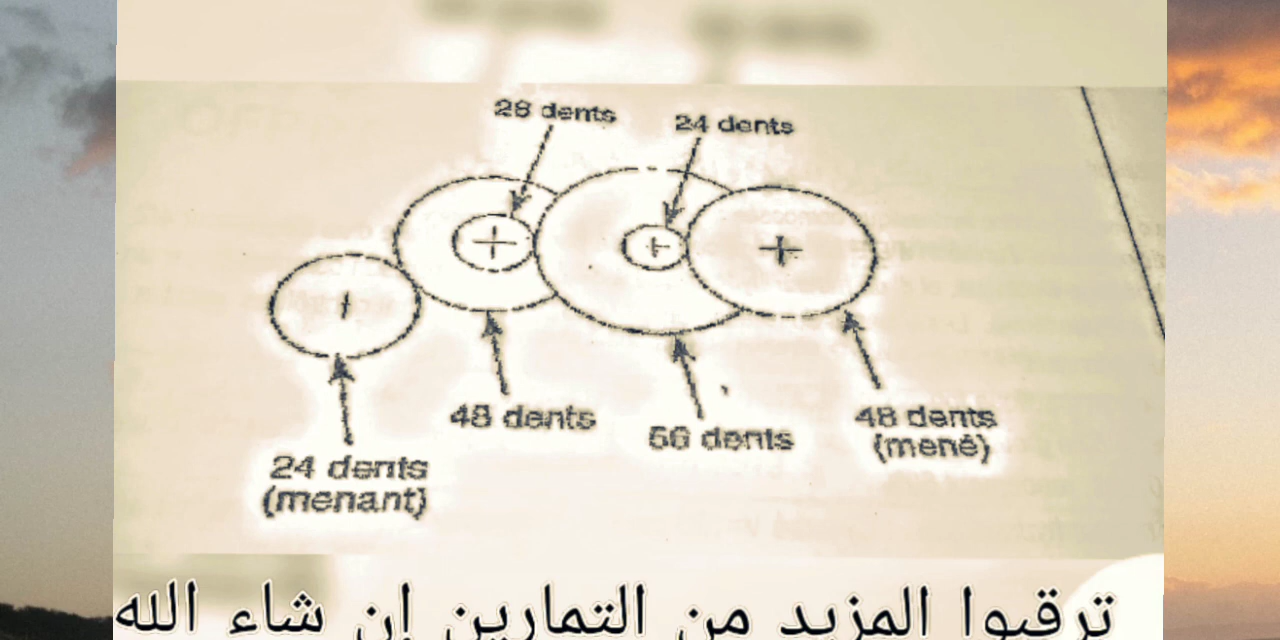 28 dents
24 dents
48 dents
56 dents
48 dents
(mené)
24 dents
(menant)
ترقبوا المزيد من التمارين إن شاء الله